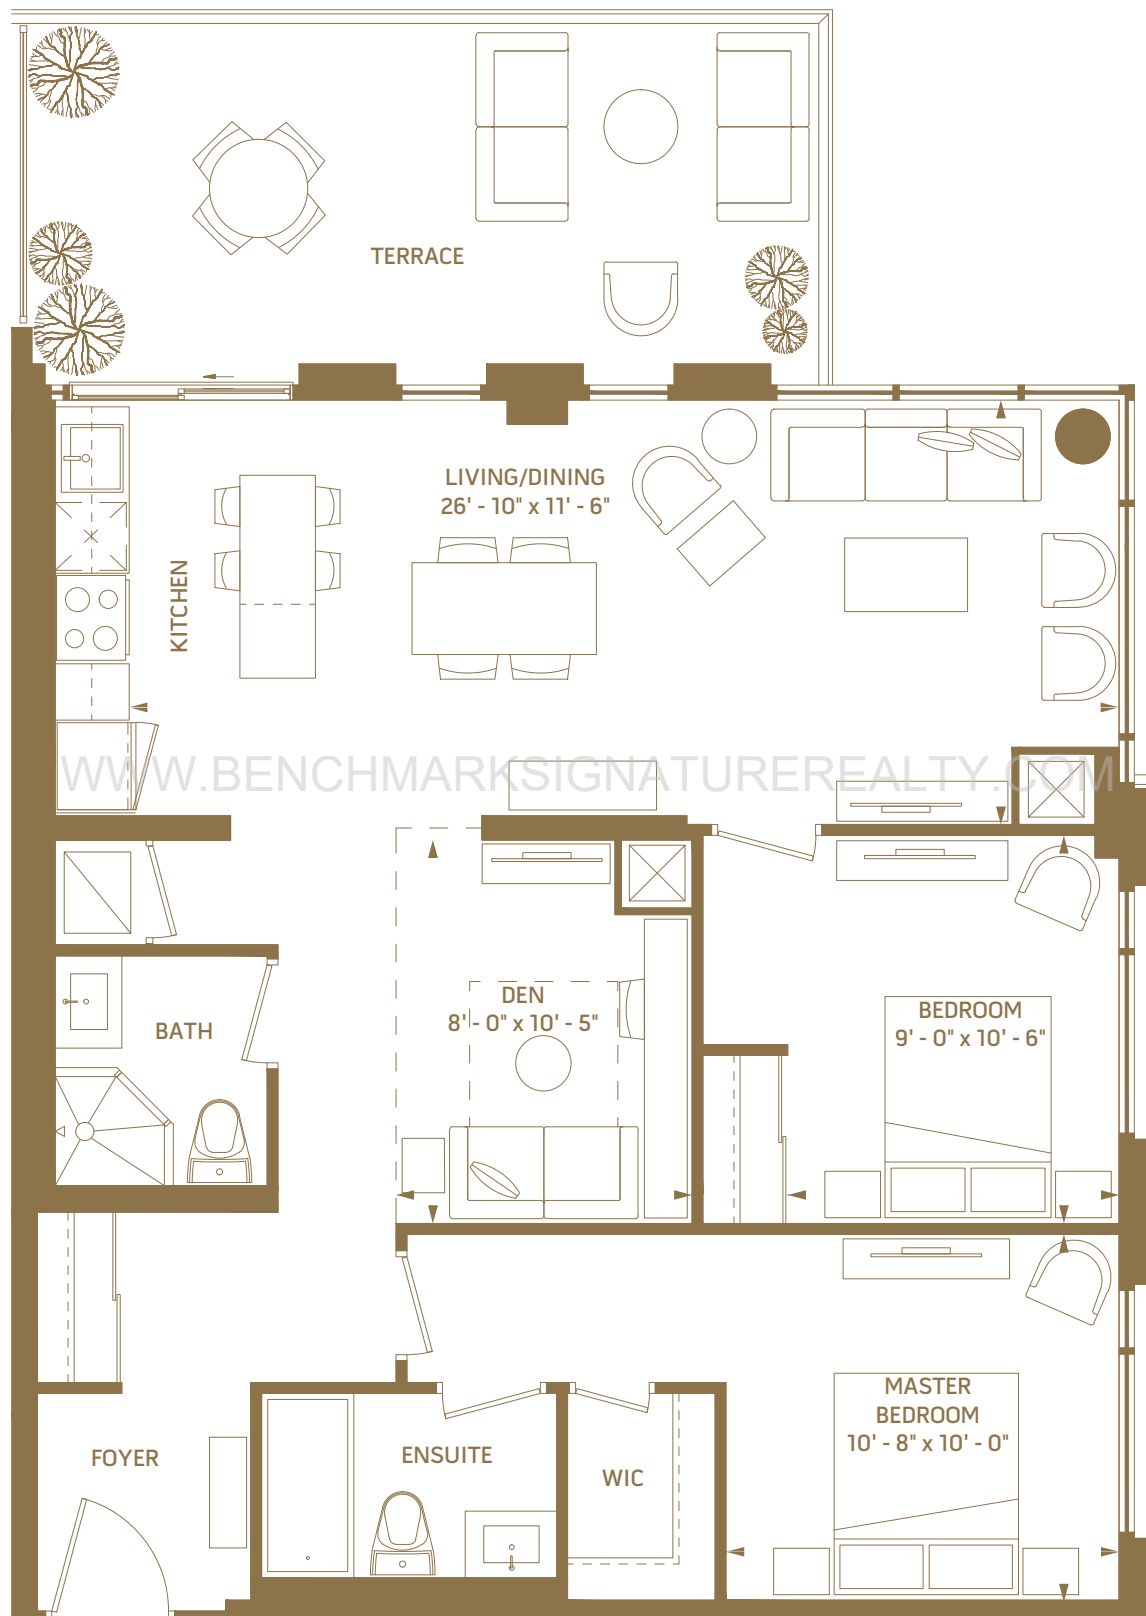 TERRACE
LIVING/DINING
26' - 10" x 11' - 6"
KITCHEN
WWW.BENCHMARKSIGNATUREREALTY.COM
DEN
8' - 0" x 10' - 5"
BEDROOM
9' - 0" x 10' - 6"
BATH
MASTER
BEDROOM
10' - 8" x 10' - 0"
FOYER
ENSUITE
WIC